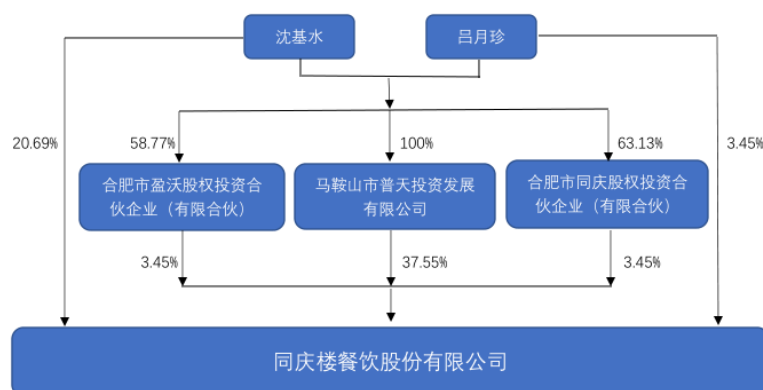 沈基水
吕月珍
20.69%
58.77%
100%
63.13%
3.45%
合肥市盈沃股权投资合
伙企业（有限合伙）
马鞍山市普天投资发展
有限公司
合肥市同庆股权投资合
伙企业（有限合伙）
3.45%
37.55%
3.45%
同庆楼餐饮股份有限公司